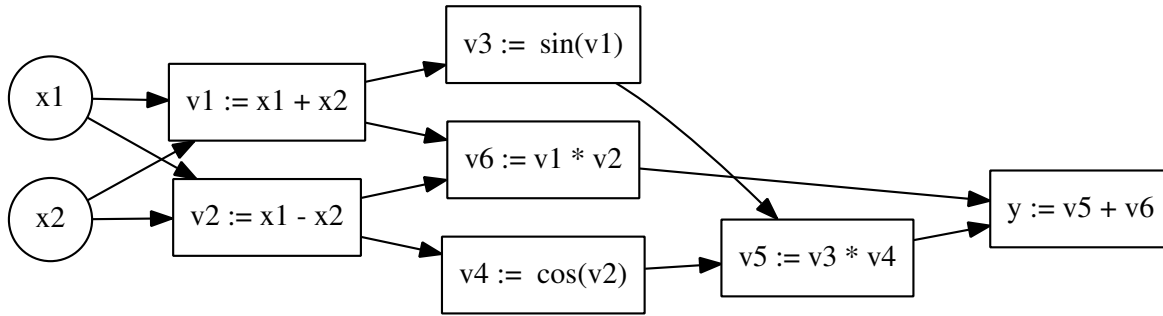 x1
x2
v1 := x1 + x2
v2 := x1 - x2
v3 := sin(v1)
v6 := v1 * v2
v4 := cos(v2)
v5 := v3 * v4
y := v5 + v6